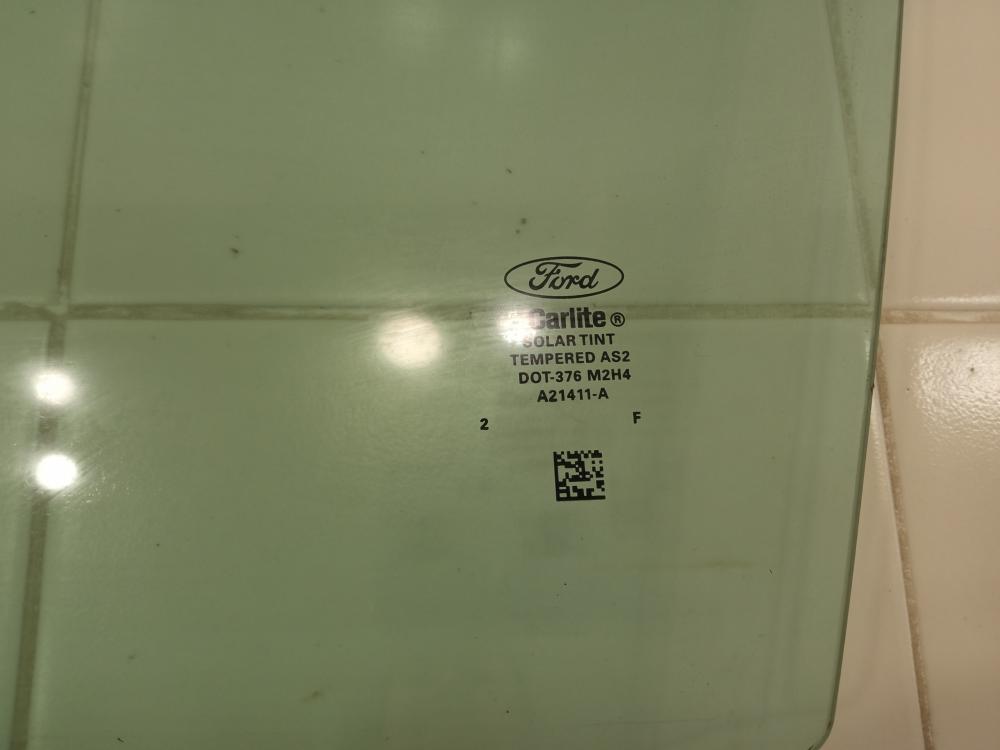 Ford
Carlite®
SOLAR TINT
TEMPERED AS2
DOT-376 M2H4
A21411-A
2 F